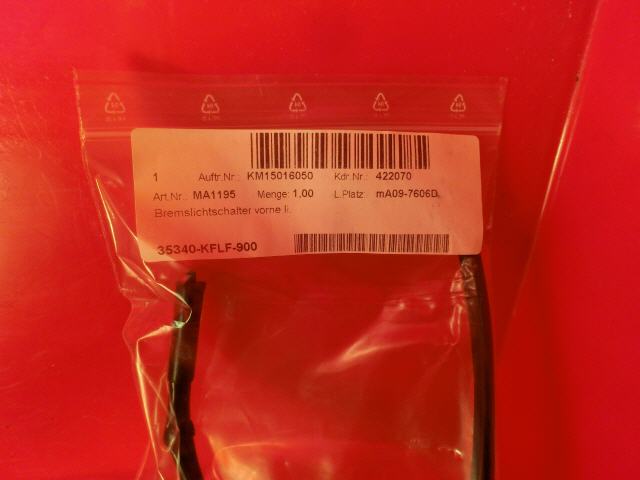 1 Auftr.Nr.: KM15016050 Kdr.Nr.: 422070
Art.Nr.: MA1195 Menge: 1,00 L.Platz: mA09-7606D
Bremslichtschalter vorne li.
35340-KFLF-900